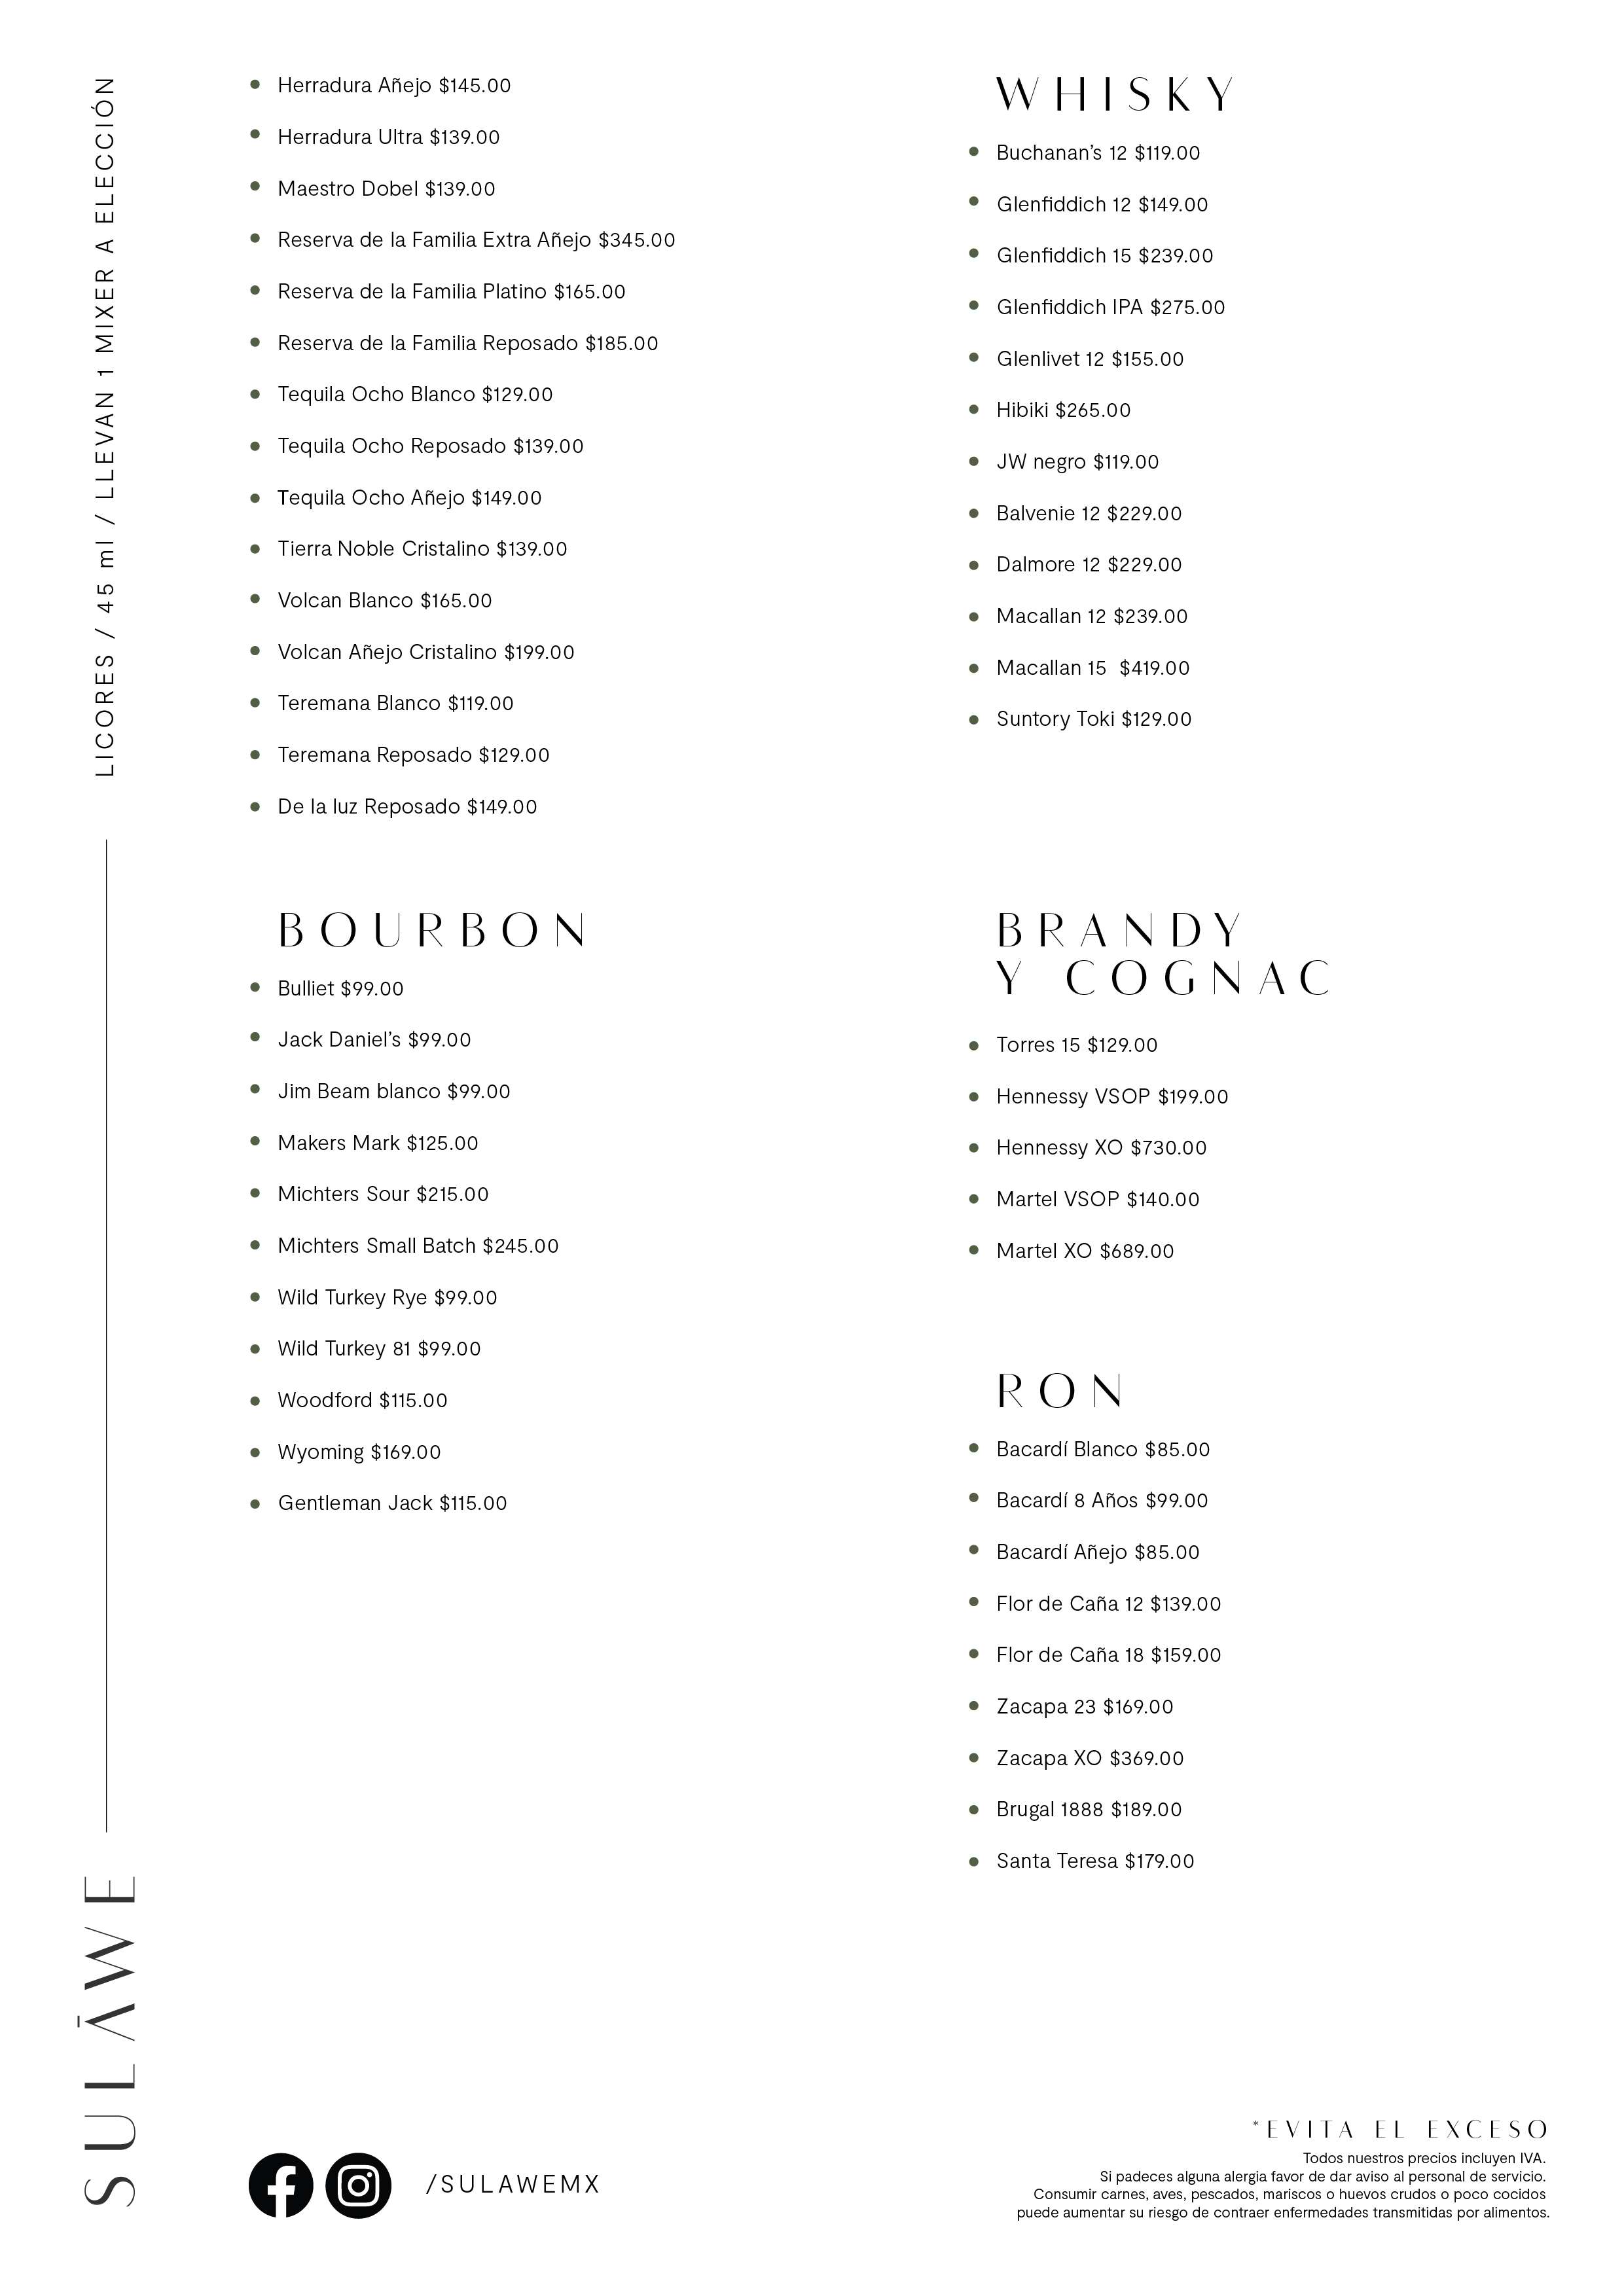 LICORES / 45 ml / LLEVAN 1 MIXER A ELECCIÓN
Herradura Añejo $145.00
Herradura Ultra $139.00
Maestro Dobel $139.00
Reserva de la Familia Extra Añejo $345.00
Reserva de la Familia Platino $165.00
Reserva de la Familia Reposado $185.00
Tequila Ocho Blanco $129.00
Tequila Ocho Reposado $139.00
Tequila Ocho Añejo $149.00
Tierra Noble Cristalino $139.00
Volcan Blanco $165.00
Volcan Añejo Cristalino $199.00
Teremana Blanco $119.00
Teremana Reposado $129.00
De la luz Reposado $149.00
BOURBON
Bulliet $99.00
Jack Daniel’s $99.00
Jim Beam blanco $99.00
Makers Mark $125.00
Michters Sour $215.00
Michters Small Batch $245.00
Wild Turkey Rye $99.00
Wild Turkey 81 $99.00
Woodford $115.00
Wyoming $169.00
Gentleman Jack $115.00
WHISKY
Buchanan’s 12 $119.00
Glenfiddich 12 $149.00
Glenfiddich 15 $239.00
Glenfiddich IPA $275.00
Glenlivet 12 $155.00
Hibiki $265.00
JW negro $119.00
Balvenie 12 $229.00
Dalmore 12 $229.00
Macallan 12 $239.00
Macallan 15  $419.00
Suntory Toki $129.00
BRANDY
Y COGNAC
Torres 15 $129.00
Hennessy VSOP $199.00
Hennessy XO $730.00
Martel VSOP $140.00
Martel XO $689.00
RON
Bacardí Blanco $85.00
Bacardí 8 Años $99.00
Bacardí Añejo $85.00
Flor de Caña 12 $139.00
Flor de Caña 18 $159.00
Zacapa 23 $169.00
Zacapa XO $369.00
Brugal 1888 $189.00
Santa Teresa $179.00
SULĀWE
/SULAWEMX
*EVITA EL EXCESO
Todos nuestros precios incluyen IVA.
Si padeces alguna alergia favor de dar aviso al personal de servicio.
Consumir carnes, aves, pescados, mariscos o huevos crudos o poco cocidos
puede aumentar su riesgo de contraer enfermedades transmitidas por alimentos.